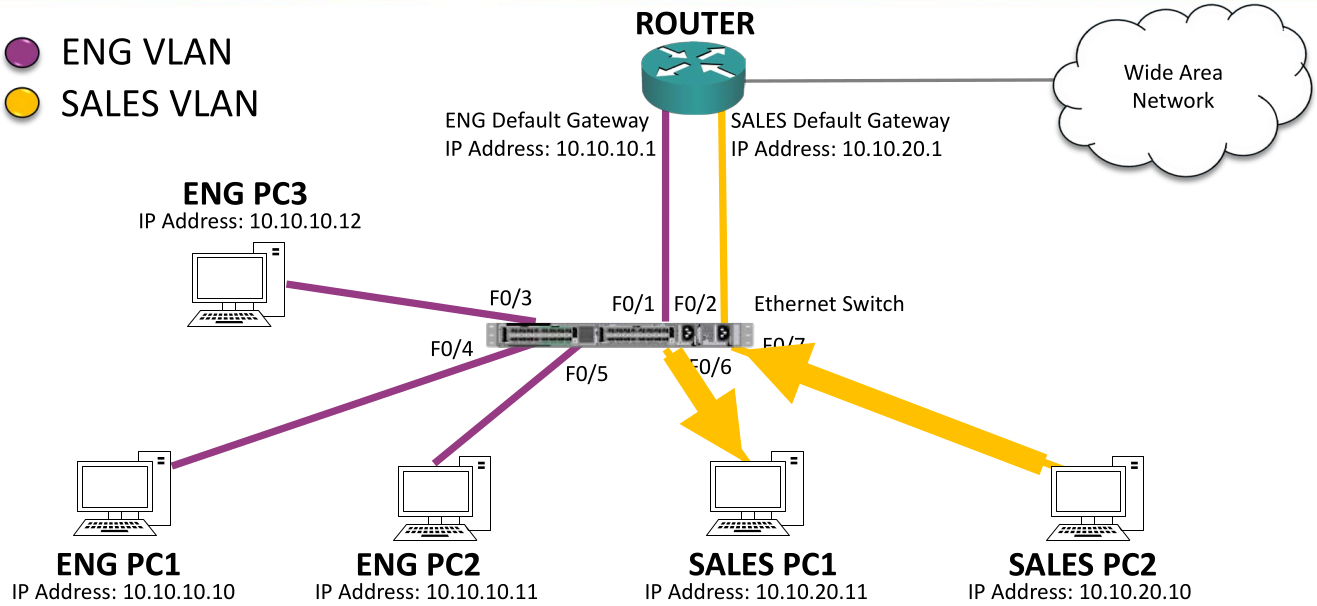 ROUTER
ENG VLAN
SALES VLAN
Wide Area
Network
ENG Default Gateway
IP Address: 10.10.10.1
SALES Default Gateway
IP Address: 10.10.20.1
ENG PC3
IP Address: 10.10.10.12
F0/3
F0/1
F0/2
Ethernet Switch
F0/4
F0/5
F0/6
F0/7
ENG PC1
IP Address: 10.10.10.10
ENG PC2
IP Address: 10.10.10.11
SALES PC1
IP Address: 10.10.20.11
SALES PC2
IP Address: 10.10.20.10